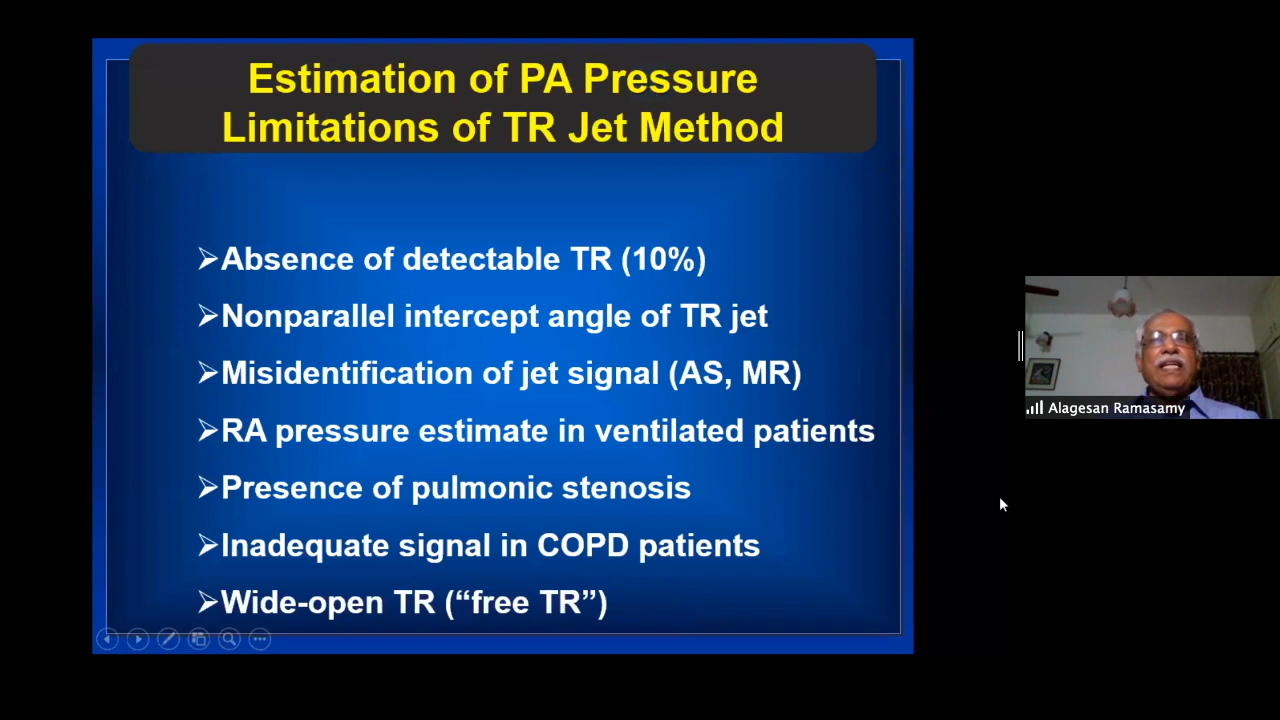 Estimation of PA Pressure
Limitations of TR Jet Method
➢Absence of detectable TR (10%)
➢Nonparallel intercept angle of TR jet
➢Misidentification of jet signal (AS, MR)
➢RA pressure estimate in ventilated patients
➢Presence of pulmonic stenosis
➢Inadequate signal in COPD patients
➢Wide-open TR (“free TR”)
Alagesan Ramasamy